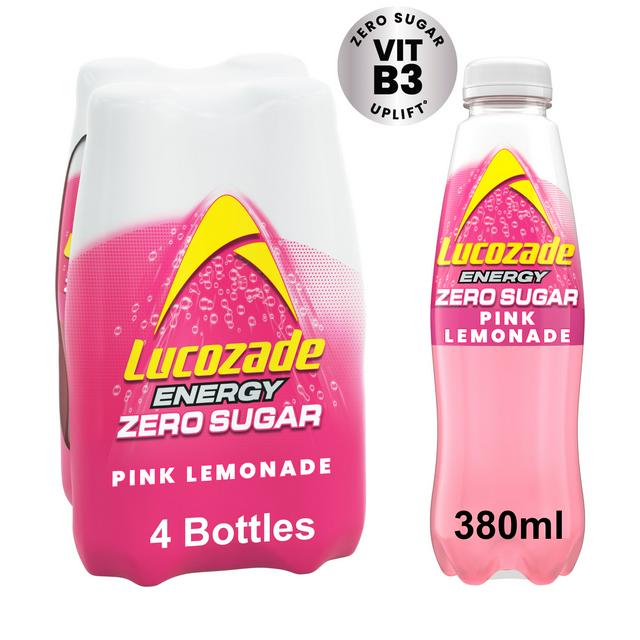 ZERO SUGAR
VIT
B3
UPLIFT°
Lucozade
ENERGY
ZERO SUGAR
PINK LEMONADE
4 Bottles
Lucozade
ENERGY
ZERO SUGAR
PINK
LEMONADE
380ml